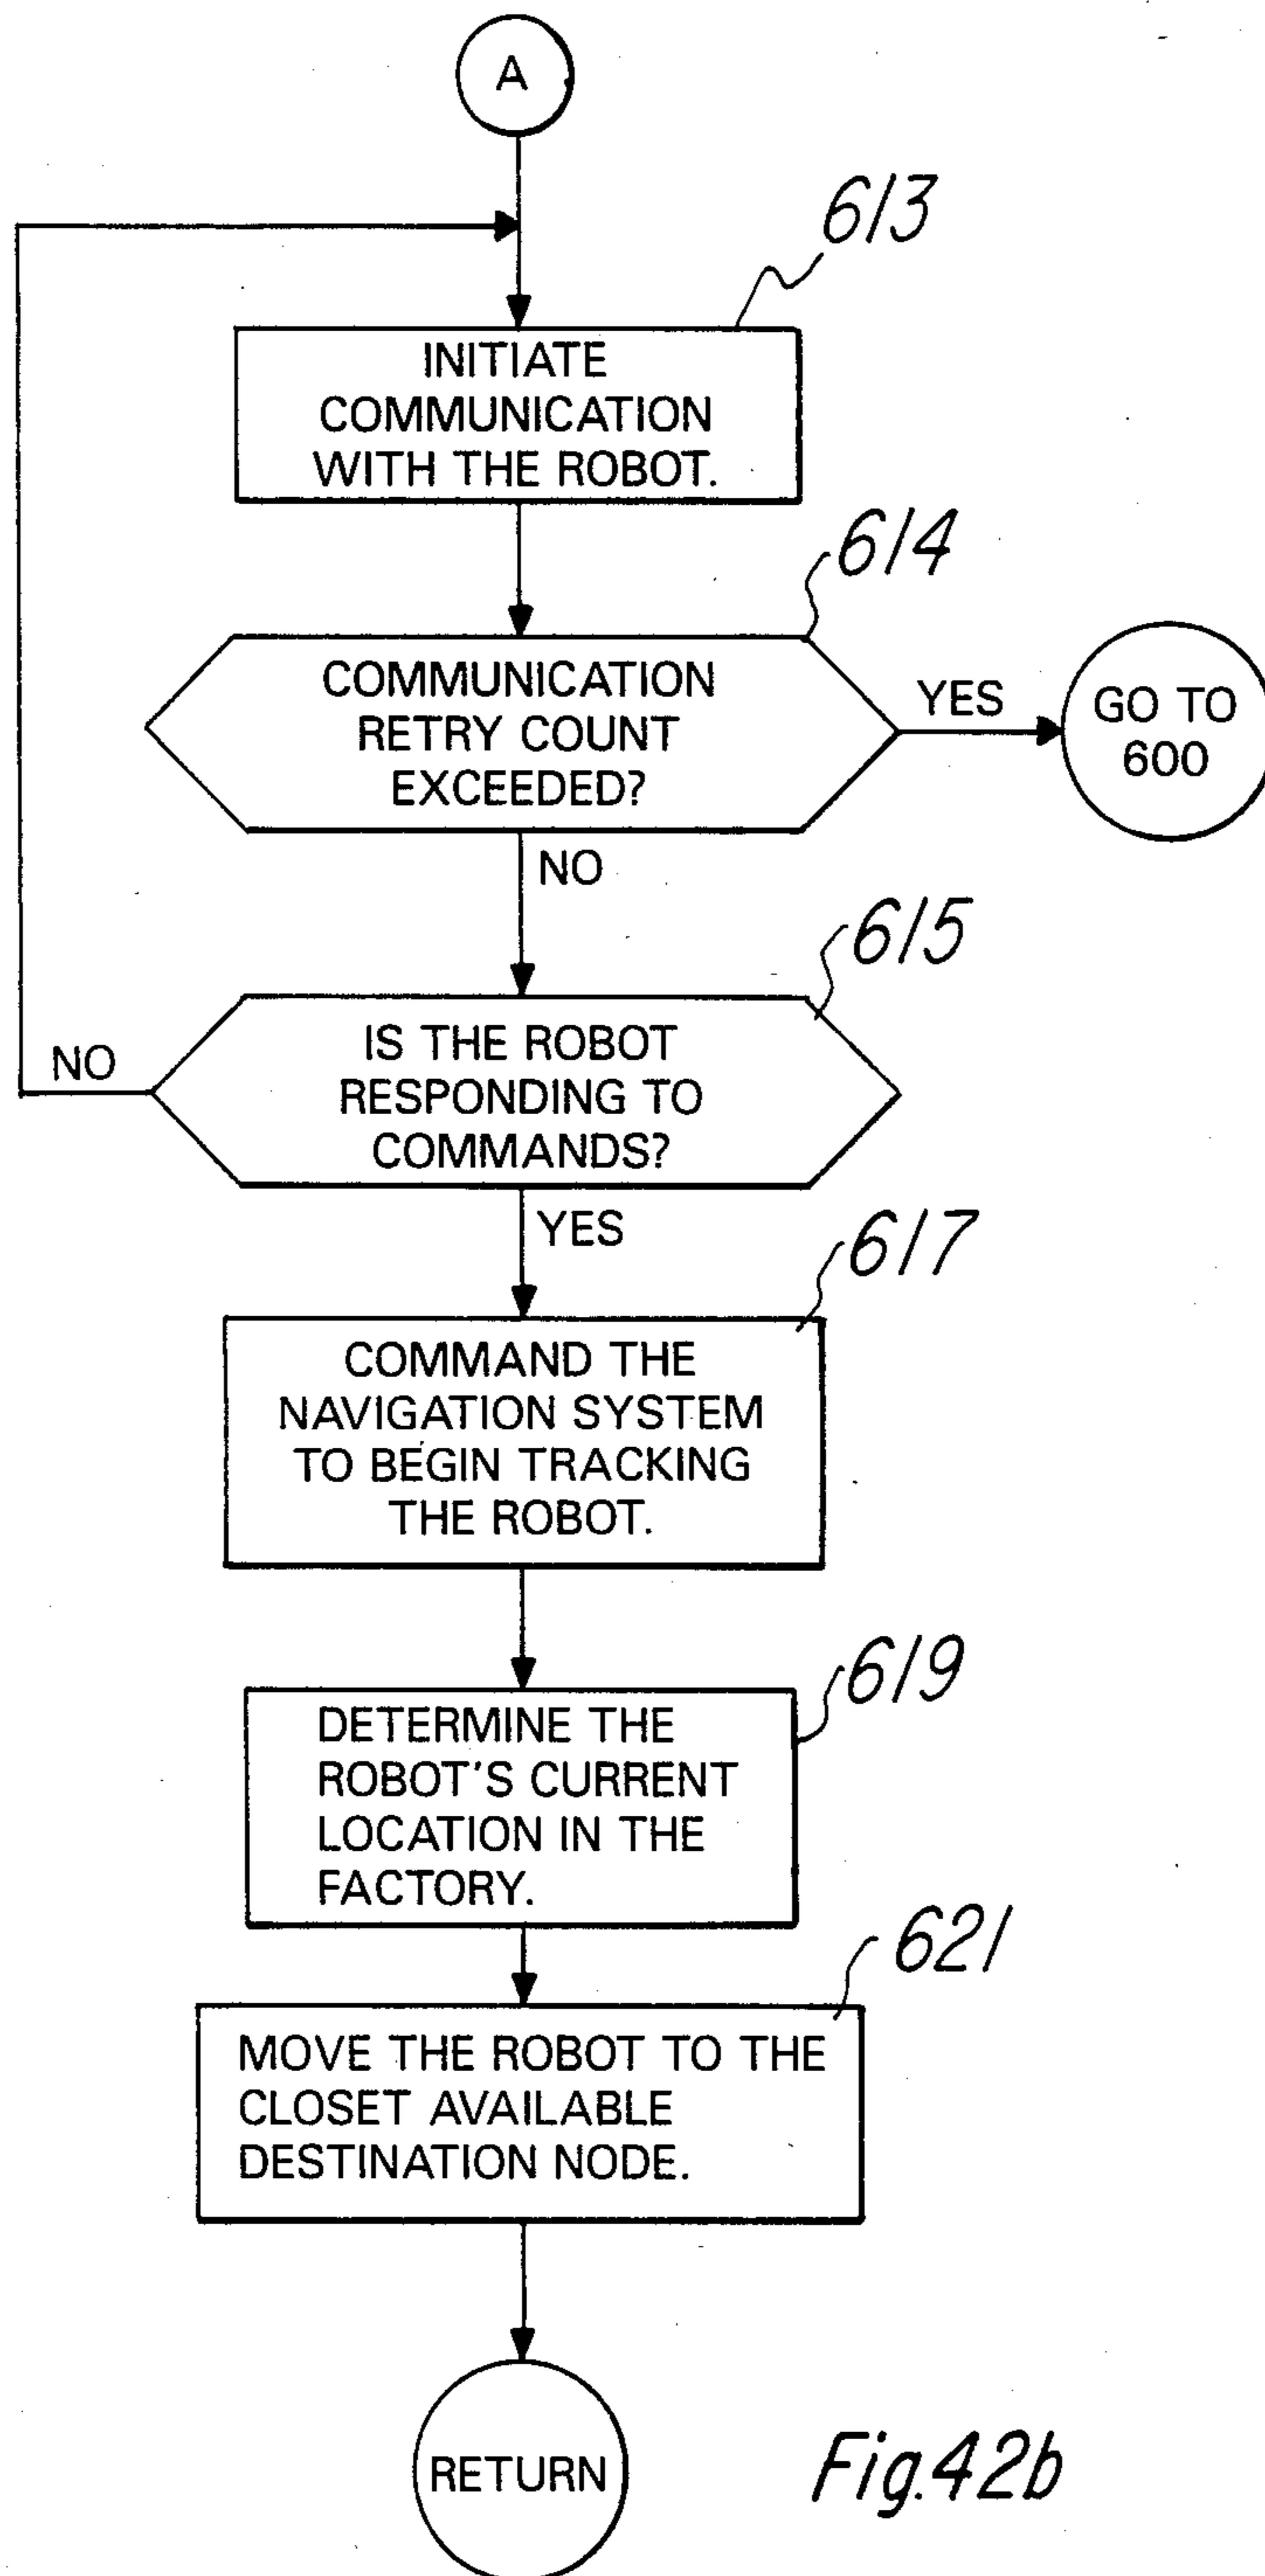 A
613
INITIATE
COMMUNICATION
WITH THE ROBOT.
614
COMMUNICATION
RETRY COUNT
EXCEEDED?
YES
GO TO
600
NO
615
IS THE ROBOT
RESPONDING TO
COMMANDS?
NO
YES
617
COMMAND THE
NAVIGATION SYSTEM
TO BEGIN TRACKING
THE ROBOT.
619
DETERMINE THE
ROBOT'S CURRENT
LOCATION IN THE
FACTORY.
621
MOVE THE ROBOT TO THE
CLOSET AVAILABLE
DESTINATION NODE.
RETURN
Fig.42b